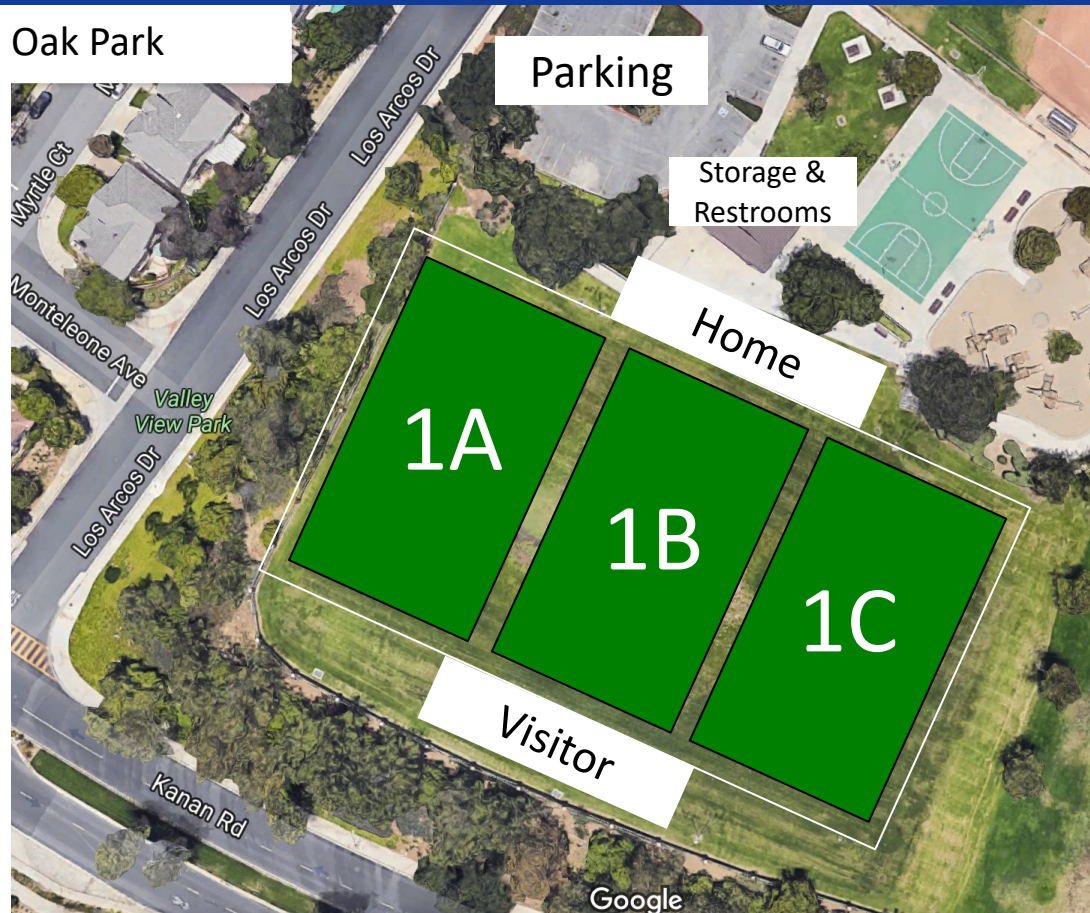 Oak Park
Parking
Storage &
Restrooms
Los Arcos Dr
Myrtle Ct
Los Arcos Dr
Monteleone Ave
Home
Valley
View Park
1A
1B
1C
Los Arcos Dr
Visitor
Kanan Rd
Google